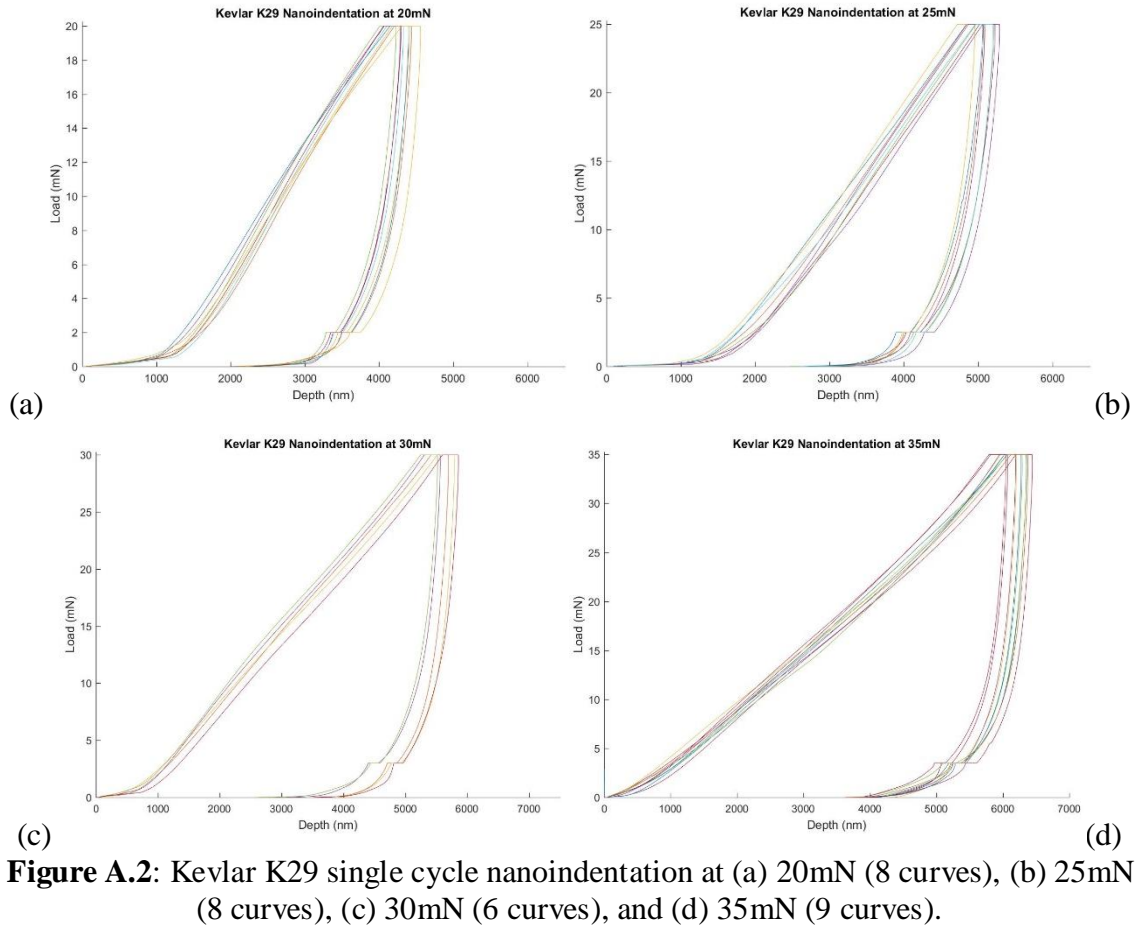 Kevlar K29 Nanoindentation at 20mN
20
18
16
14
12
10
8
6
4
2
0
Load (mN)
0 1000 2000 3000 4000 5000 6000
Depth (nm)
(a)
Kevlar K29 Nanoindentation at 25mN
25
20
15
10
5
0
Load (mN)
0 1000 2000 3000 4000 5000 6000
Depth (nm)
(b)
Kevlar K29 Nanoindentation at 30mN
30
25
20
15
10
5
0
Load (mN)
0 1000 2000 3000 4000 5000 6000 7000
Depth (nm)
(c)
Kevlar K29 Nanoindentation at 35mN
35
30
25
20
15
10
5
0
Load (mN)
0 1000 2000 3000 4000 5000 6000 7000
Depth (nm)
(d)
Figure A.2: Kevlar K29 single cycle nanoindentation at (a) 20mN (8 curves), (b) 25mN
(8 curves), (c) 30mN (6 curves), and (d) 35mN (9 curves).